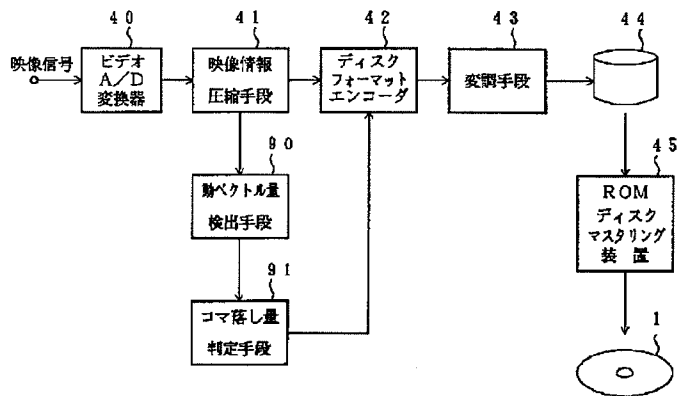 40
41
42
43
44
映像信号
ビデオ
A/D
変換器
映像情報
圧縮手段
ディスク
フォーマット
エンコーダ
変調手段
90
動ベクトル量
検出手段
45
ROM
ディスク
マスタリング
装置
91
コマ落し量
判定手段
1